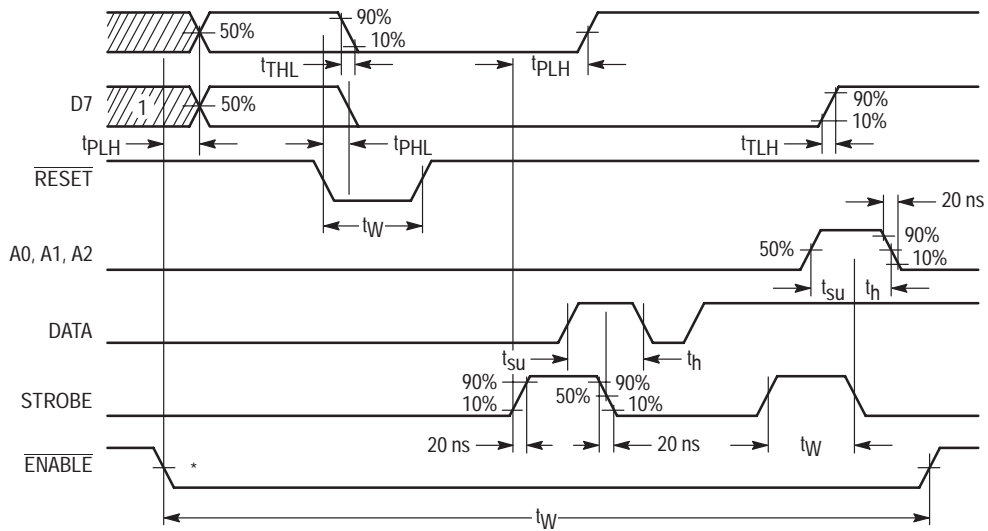 90%
50%
10%
tTHL
tPLH
D7
1
50%
90%
10%
tPLH
tPHL
tTLH
RESET
20 ns
tW
90%
A0, A1, A2
50%
10%
tsu
th
DATA
tsu
th
90%
90%
STROBE
50%
10%
10%
20 ns
20 ns
tW
ENABLE
*
tW